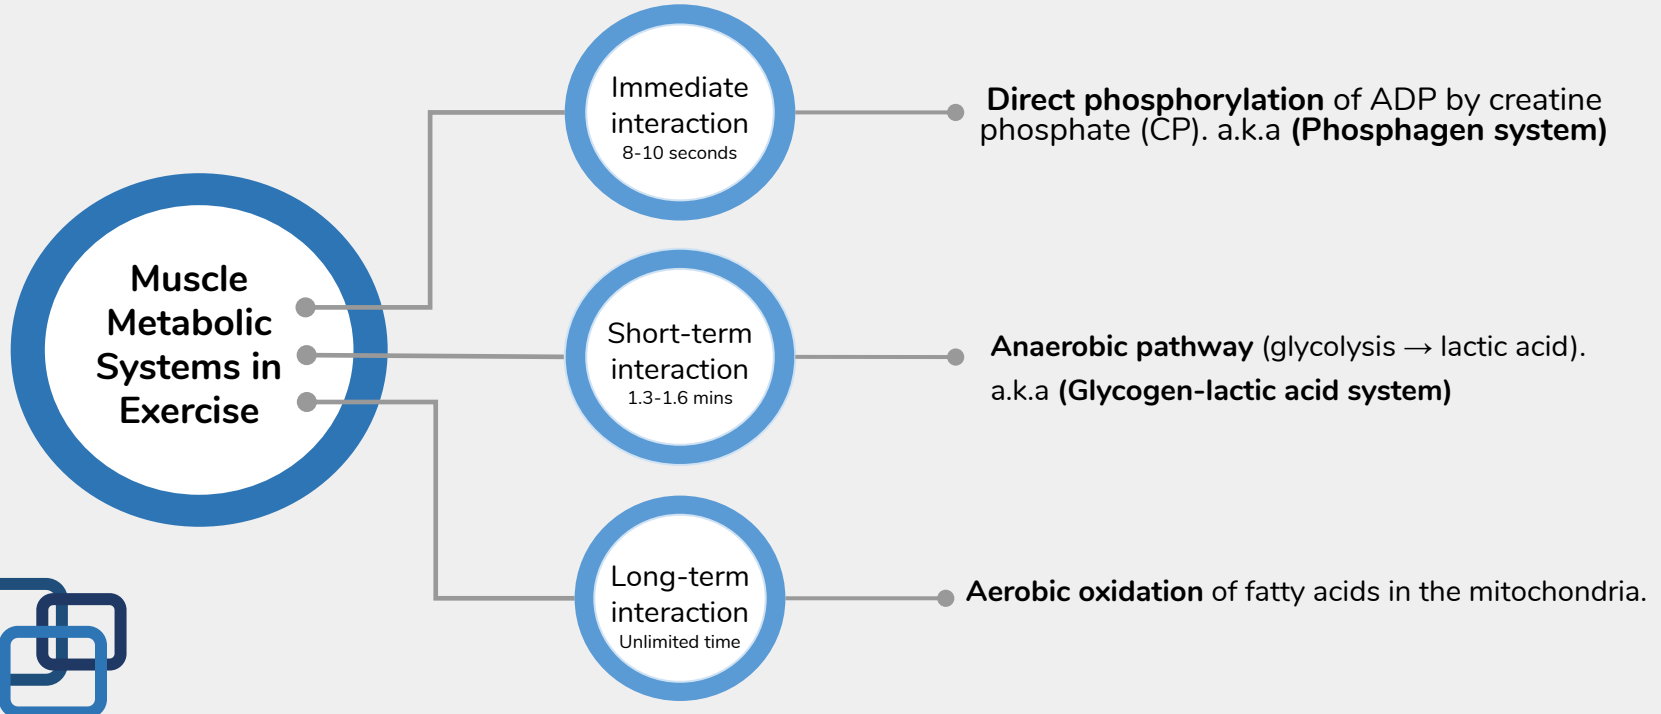 Muscle
Metabolic
Systems in
Exercise
Immediate
interaction
8-10 seconds
Direct phosphorylation of ADP by creatine
phosphate (CP). a.k.a (Phosphagen system)
Short-term
interaction
1.3-1.6 mins
Anaerobic pathway (glycolysis → lactic acid).
a.k.a (Glycogen-lactic acid system)
Long-term
interaction
Unlimited time
Aerobic oxidation of fatty acids in the mitochondria.